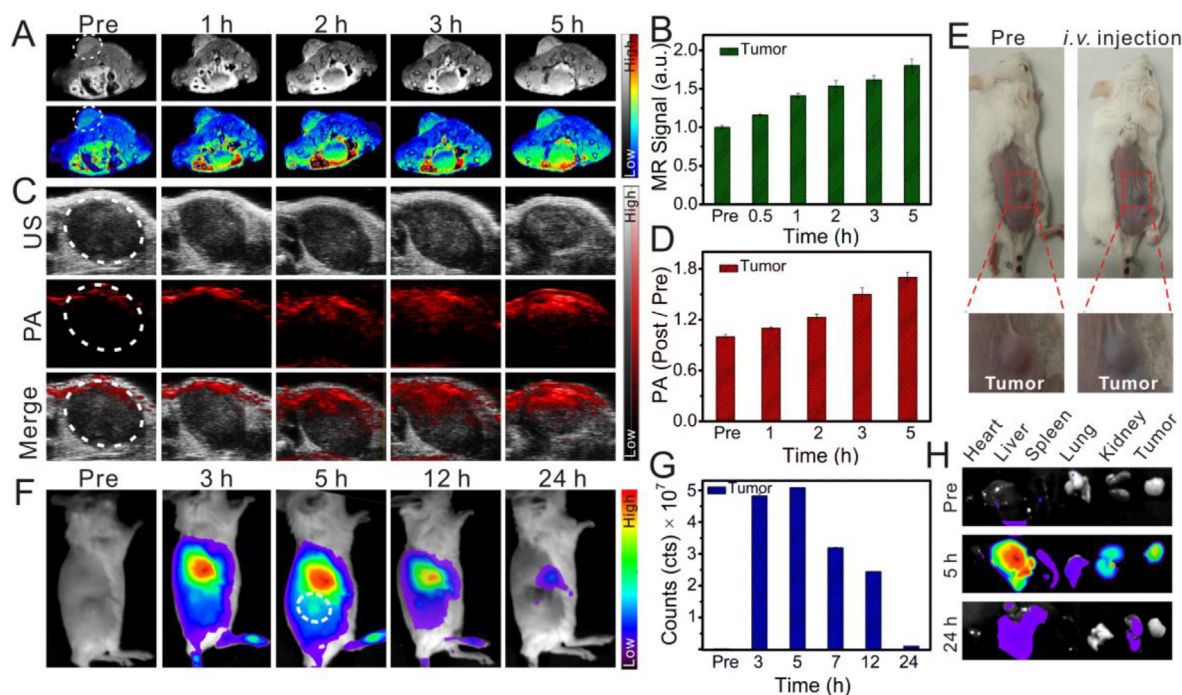 A
Pre
1 h
2 h
3 h
5 h
High
Low
B
Tumor
MR Signal (a.u.)
2.0
1.5
1.0
0.5
0.0
Pre 0.5 1 2 3 5
Time (h)
C
US
PA
Merge
High
Low
D
Tumor
PA (Post / Pre)
1.8
1.2
0.6
0.0
Pre 1 2 3 5
Time (h)
E
Pre
i.v. injection
Tumor
Tumor
F
Pre
3 h
5 h
12 h
24 h
High
Low
G
Tumor
Counts (cts) × 10⁷
5
4
3
2
1
Pre 3 5 7 12 24
Time (h)
H
Heart
Liver
Spleen
Lung
Kidney
Tumor
Pre
5 h
24 h